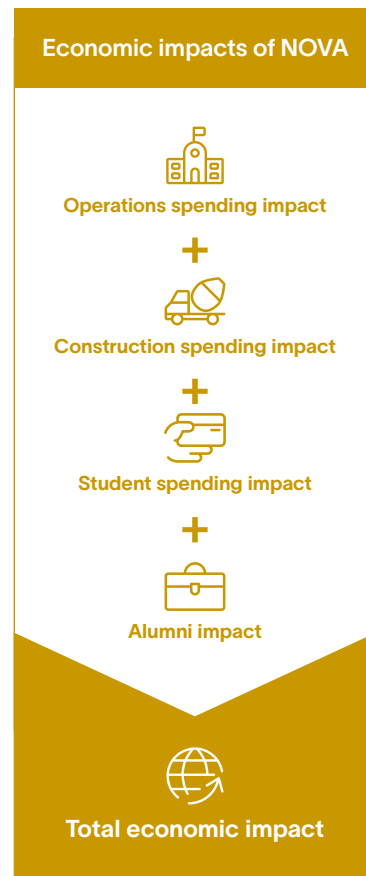 Economic impacts of NOVA
Operations spending impact
+
Construction spending impact
+
Student spending impact
+
Alumni impact
Total economic impact